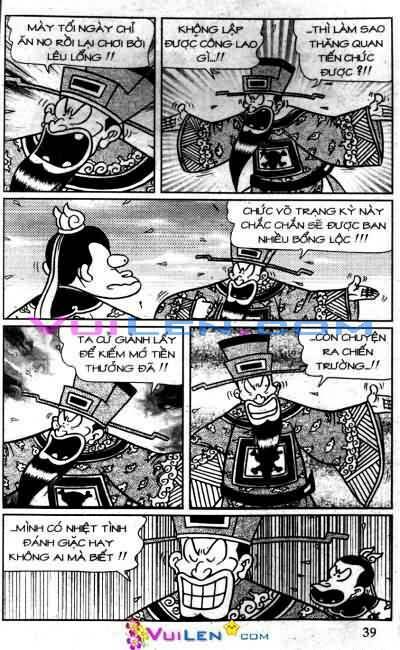 MÀY TỐI NGÀY CHỈ
ĂN NO RỒI LẠI CHƠI BỜI
LÊU LỔNG !!
KHÔNG LẬP
ĐƯỢC CÔNG LAO
GÌ...!!
..THÌ LÀM SAO
THĂNG QUAN
TIẾN CHỨC
ĐƯỢC ?!!
CHỨC VÕ TRẠNG KỲ NÀY
CHẮC CHẮN SẼ ĐƯỢC BAN
NHIỀU BỔNG LỘC !!!
VuiLen.com
TA CỨ GIÀNH LẤY
ĐỂ KIẾM MỚ TIỀN
THƯỞNG ĐÃ !!
..CÒN CHUYỆN
RA CHIẾN
TRƯỜNG...!!
..MÌNH CÓ NHIỆT TÌNH
ĐÁNH GIẶC HAY
KHÔNG AI MÀ BIẾT !!
39
VuiLen.com